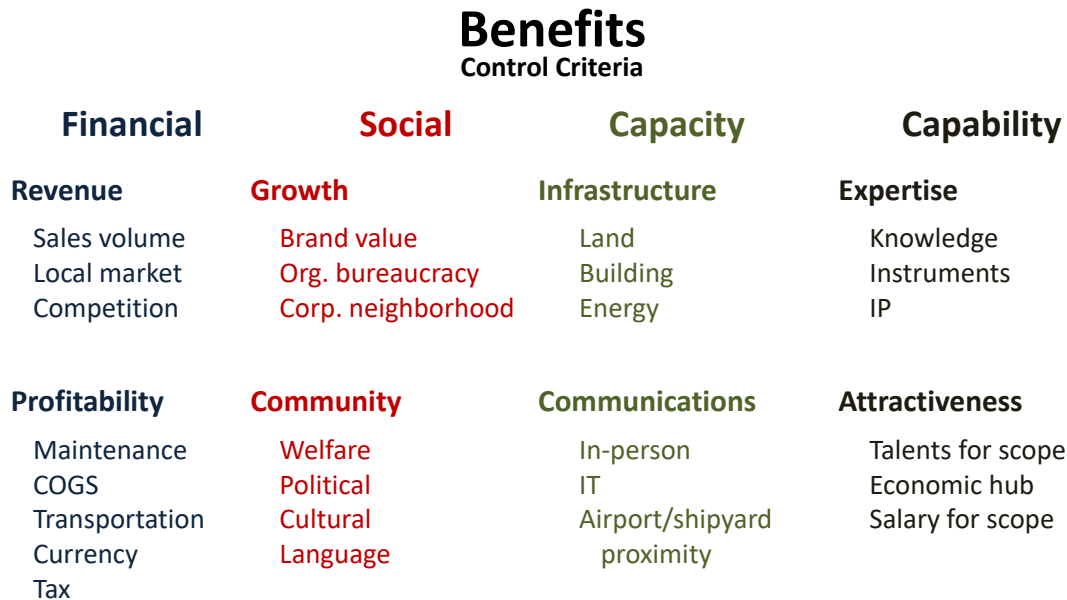 Benefits
Control Criteria
Financial
Revenue
Sales volume
Local market
Competition
Profitability
Maintenance
COGS
Transportation
Currency
Tax
Social
Growth
Brand value
Org. bureaucracy
Corp. neighborhood
Community
Welfare
Political
Cultural
Language
Capacity
Infrastructure
Land
Building
Energy
Communications
In-person
IT
Airport/shipyard
proximity
Capability
Expertise
Knowledge
Instruments
IP
Attractiveness
Talents for scope
Economic hub
Salary for scope